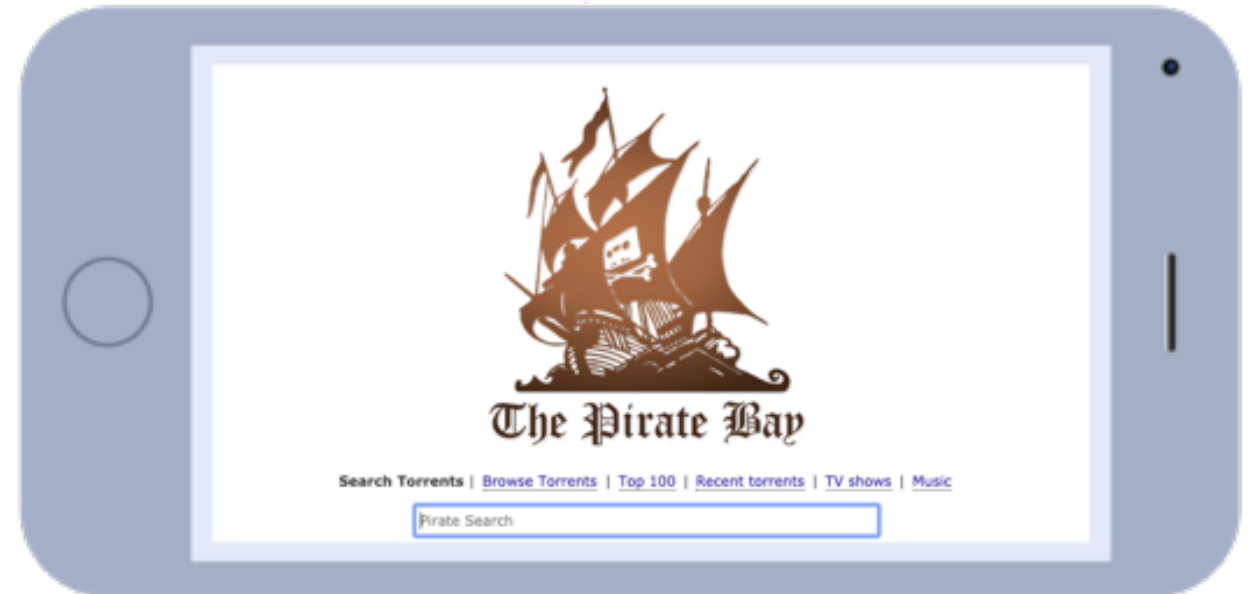 The Pirate Bay
Search Torrents | Browse Torrents | Top 100 | Recent torrents | TV shows | Music
Pirate Search